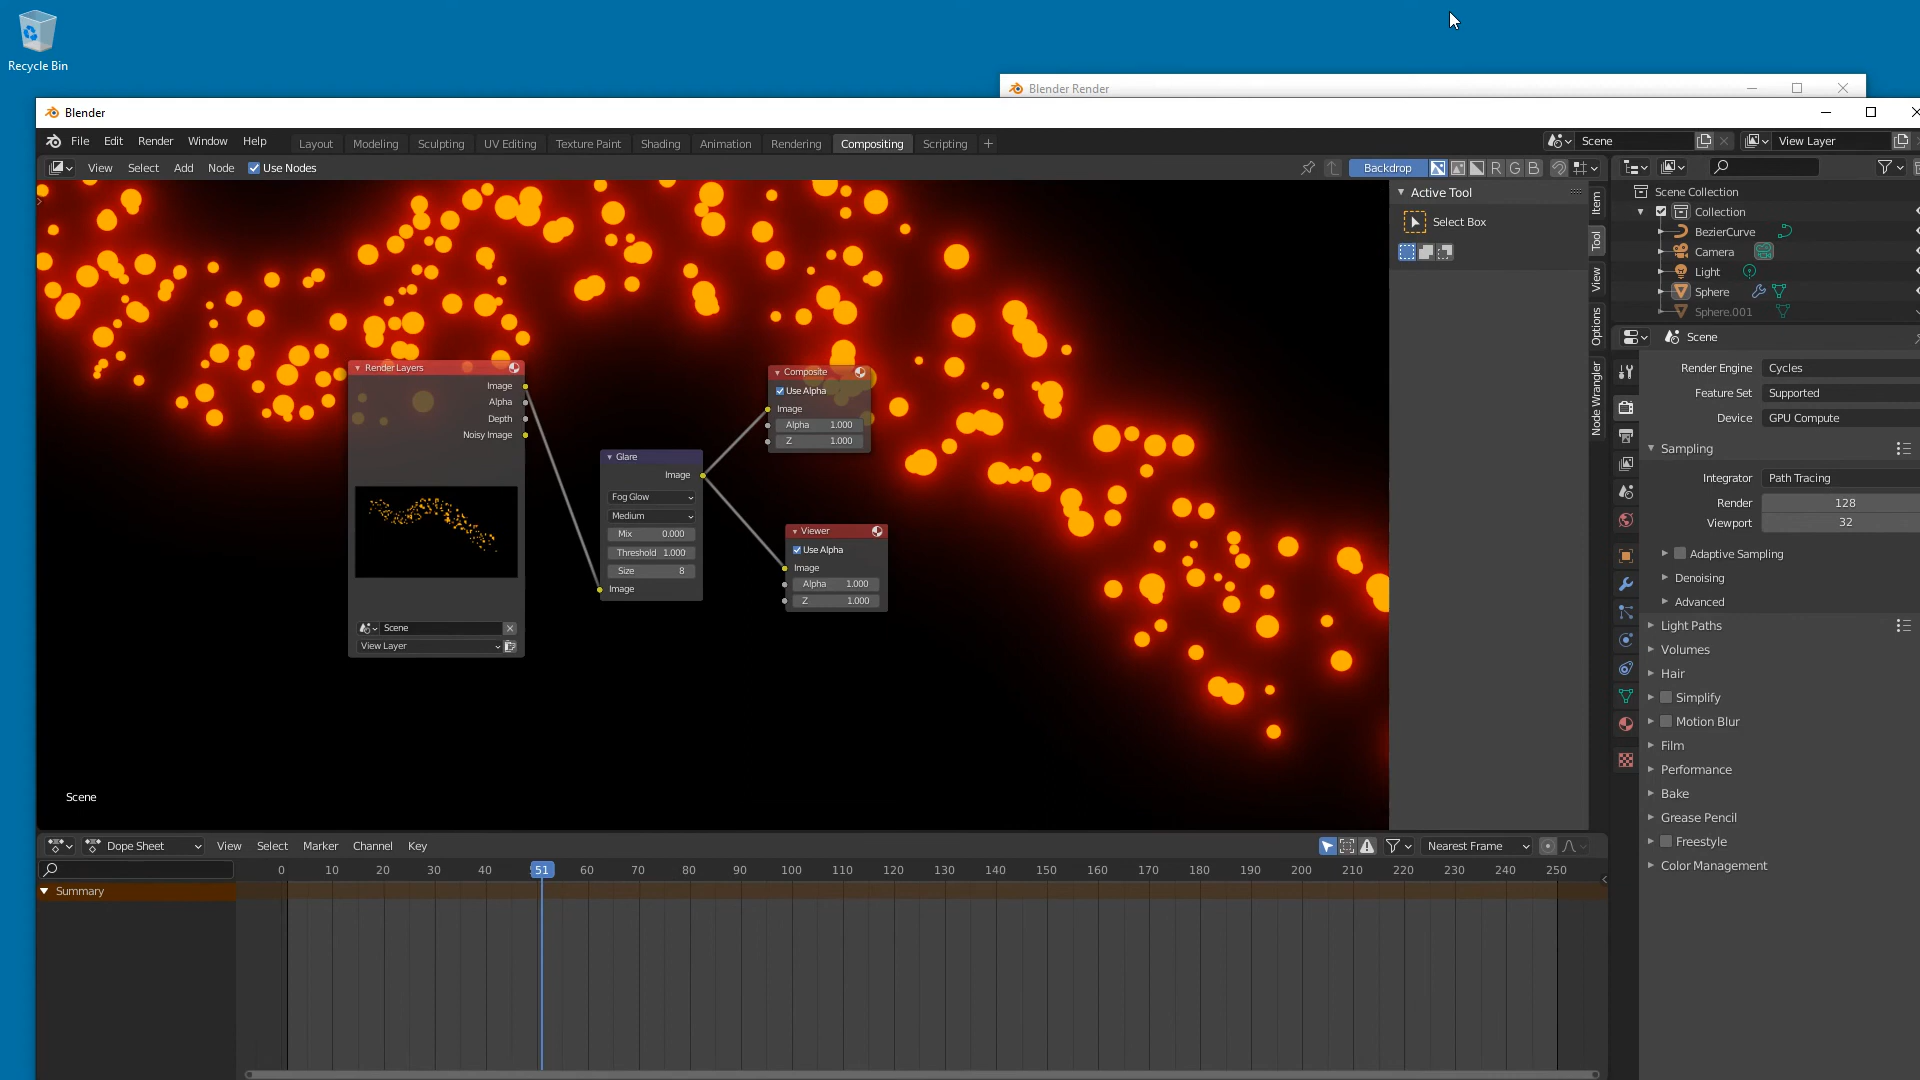 Recycle Bin
Blender Render
Blender
File Edit Render Window Help
Layout Modeling Sculpting UV Editing Texture Paint Shading Animation Rendering Compositing Scripting +
Scene
View Layer
View Select Add Node Use Nodes
Backdrop
R G B
Active Tool
Select Box
Item
Tool
View
Options
Node Wrangler
Scene Collection
Collection
BezierCurve
Camera
Light
Sphere
Sphere.001
Scene
Render Engine Cycles
Feature Set Supported
Device GPU Compute
Sampling
Integrator Path Tracing
Render 128
Viewport 32
Adaptive Sampling
Denoising
Advanced
Light Paths
Volumes
Hair
Simplify
Motion Blur
Film
Performance
Bake
Grease Pencil
Freestyle
Color Management
Render Layers
Image
Alpha
Depth
Noisy Image
Scene
View Layer
Glare
Image
Fog Glow
Medium
Mix 0.000
Threshold 1.000
Size 8
Image
Composite
Use Alpha
Image
Alpha 1.000
Z 1.000
Viewer
Use Alpha
Image
Alpha 1.000
Z 1.000
Scene
Dope Sheet View Select Marker Channel Key
Nearest Frame
0 10 20 30 40 51 60 70 80 90 100 110 120 130 140 150 160 170 180 190 200 210 220 230 240 250
Summary